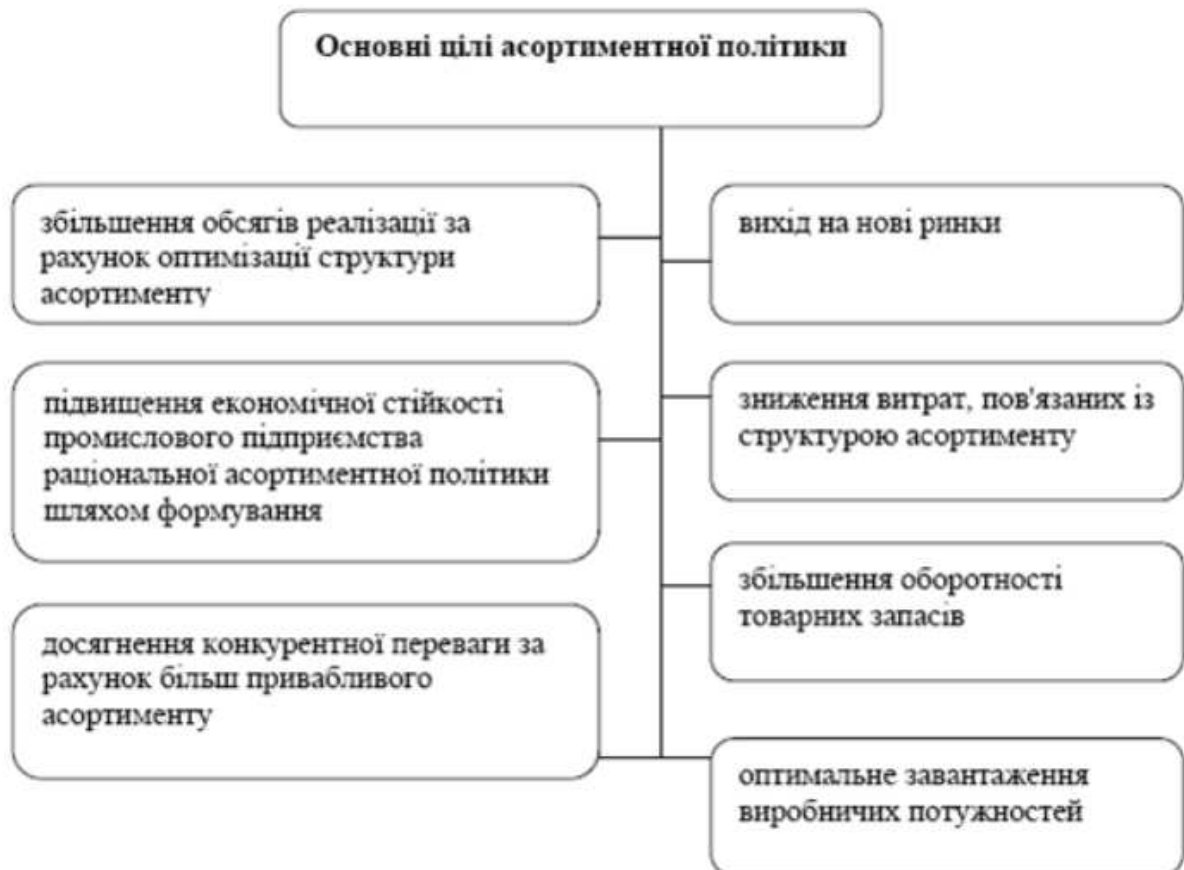 Основні цілі асортиментної політики
збільшення обсягів реалізації за
рахунок оптимізації структури
асортименту
підвищення економічної стійкості
промислового підприємства
раціональної асортиментної політики
шляхом формування
досягнення конкурентної переваги за
рахунок більш привабливого
асортименту
вихід на нові ринки
зниження витрат, пов'язаних із
структурою асортименту
збільшення оборотності
товарних запасів
оптимальне завантаження
виробничих потужностей